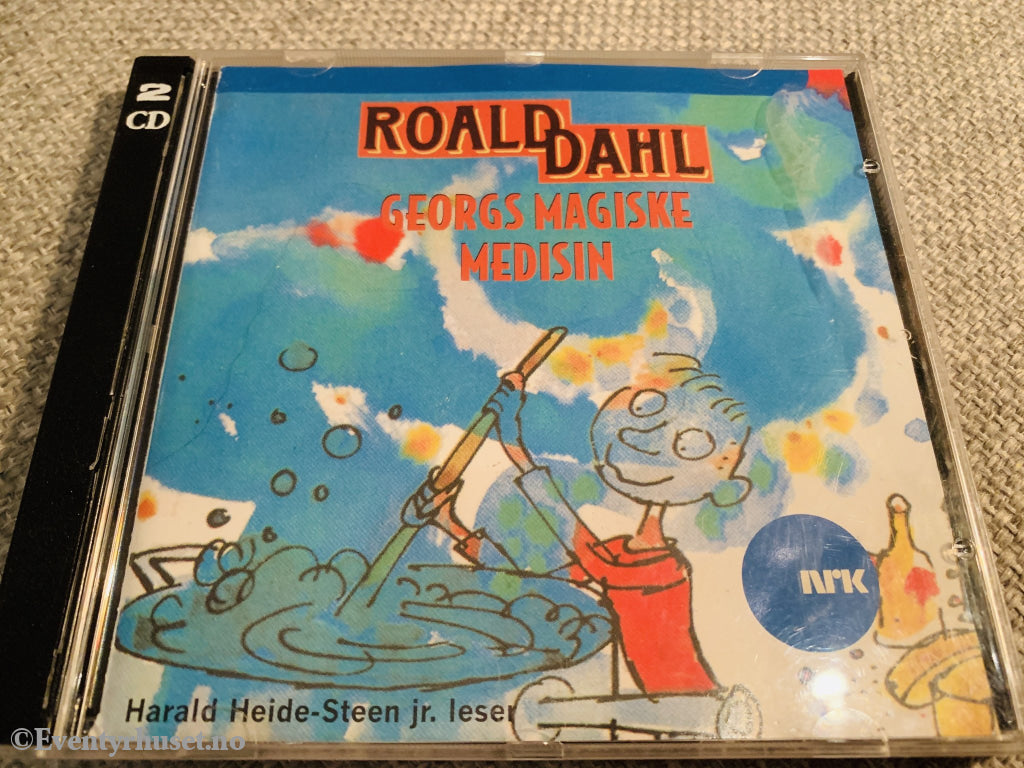 2
CD
ROALD
DAHL
GEORGS MAGISKE
MEDISIN
nrk
Harald Heide-Steen jr. leser
©Eventyrhuset.no